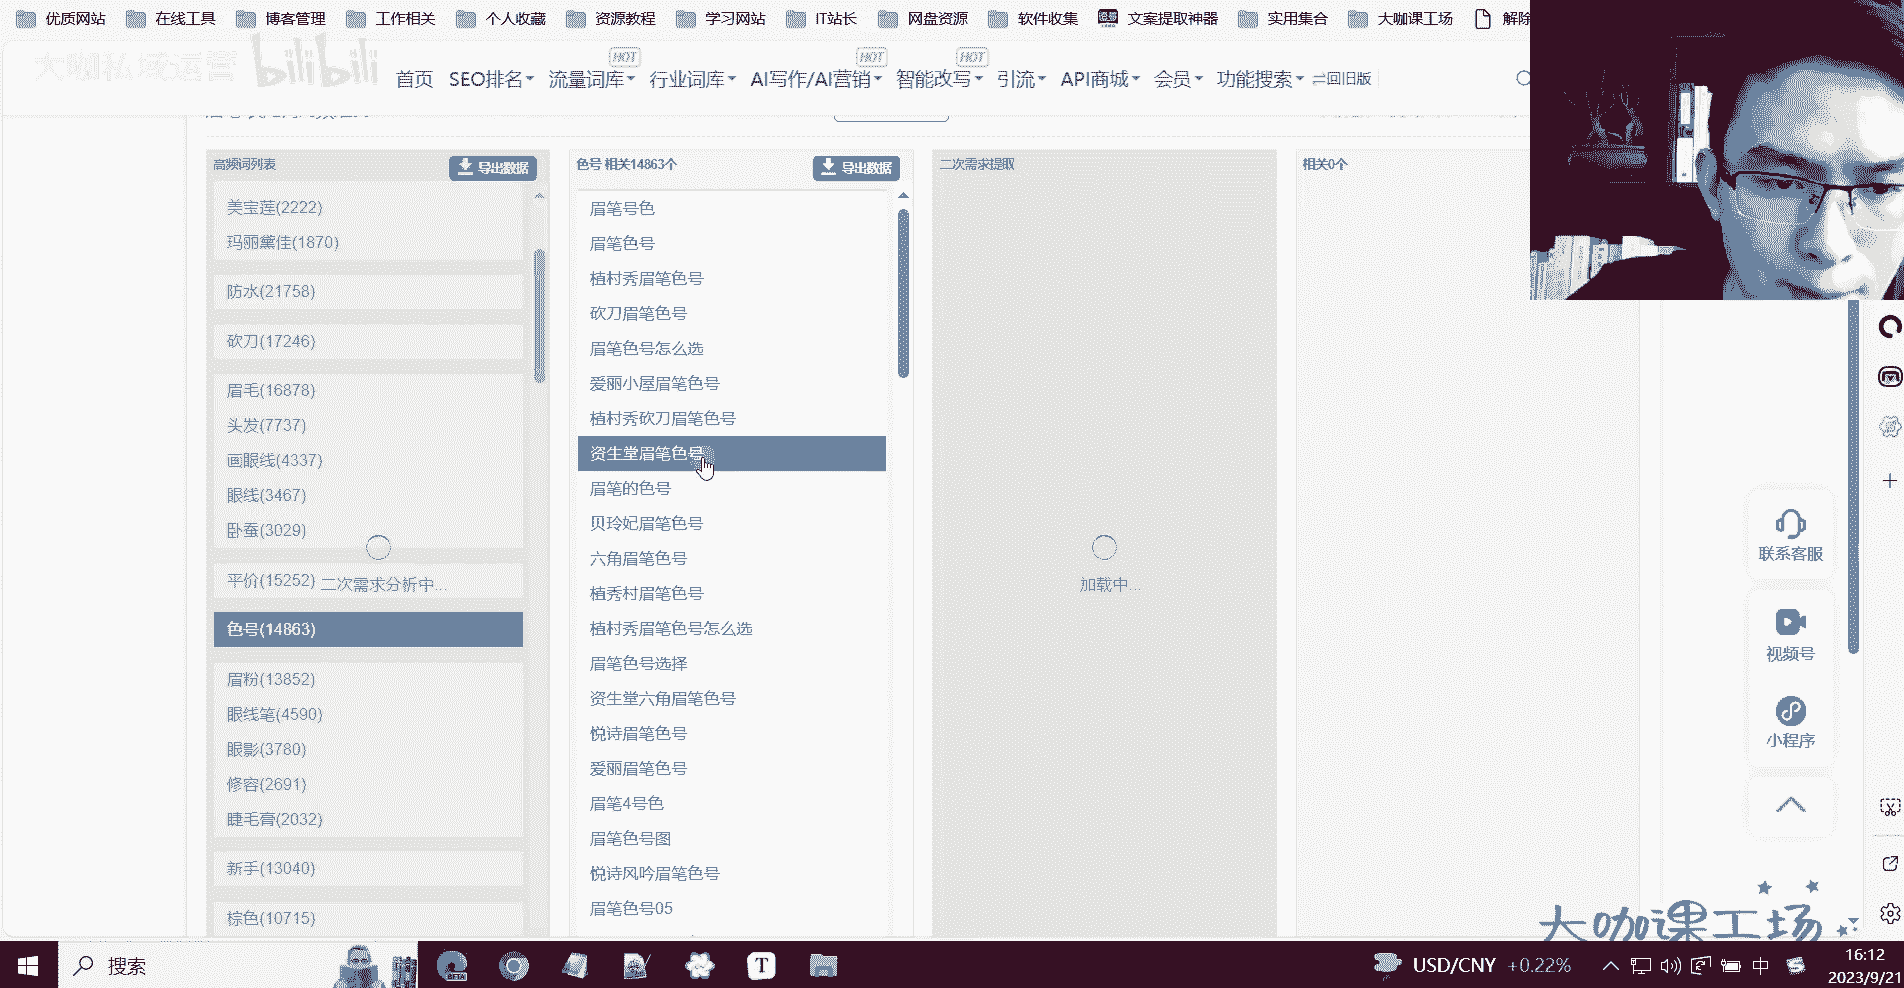 优质网站 在线工具 博客管理 工作相关 个人收藏 资源教程 学习网站 IT站长 网盘资源 软件收集 文案提取神器 实用集合 大咖课工场 解除
大咖私域运营 bilibili
HOT HOT HOT
首页 SEO排名 流量词库 行业词库 AI写作/AI营销 智能改写 引流 API商城 会员 功能搜索 回旧版
高频词列表 导出数据
美宝莲(2222)
玛丽黛佳(1870)
防水(21758)
砍刀(17246)
眉毛(16878)
头发(7737)
画眼线(4337)
眼线(3467)
卧蚕(3029)
平价(15252) 二次需求分析中...
色号(14863)
眉粉(13852)
眼线笔(4590)
眼影(3780)
修容(2691)
睫毛膏(2032)
新手(13040)
棕色(10715)
色号 相关14863个 导出数据
眉笔号色
眉笔色号
植村秀眉笔色号
砍刀眉笔色号
眉笔色号怎么选
爱丽小屋眉笔色号
植村秀砍刀眉笔色号
资生堂眉笔色号
眉笔的色号
贝玲妃眉笔色号
六角眉笔色号
植秀村眉笔色号
植村秀眉笔色号怎么选
眉笔色号选择
资生堂六角眉笔色号
悦诗眉笔色号
爱丽眉笔色号
眉笔4号色
眉笔色号图
悦诗风吟眉笔色号
眉笔色号05
二次需求提取
加载中...
相关0个
联系客服
视频号
小程序
大咖课工场
搜索
BETA
T
USD/CNY +0.22%
中
16:12
2023/9/21